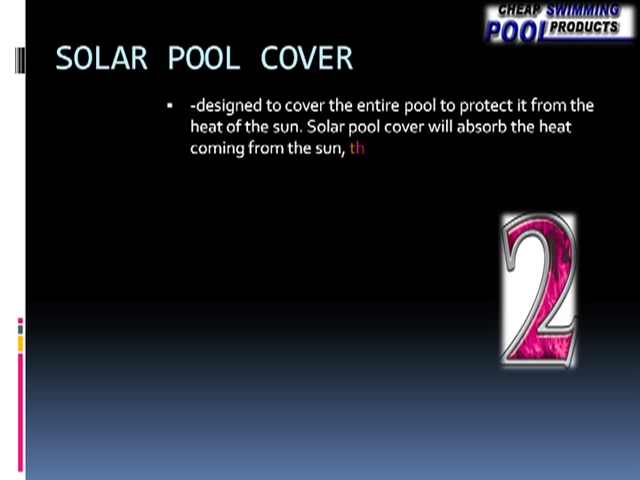 CHEAP SWIMMING
POOL PRODUCTS
SOLAR POOL COVER
-designed to cover the entire pool to protect it from the
heat of the sun. Solar pool cover will absorb the heat
coming from the sun, th
2